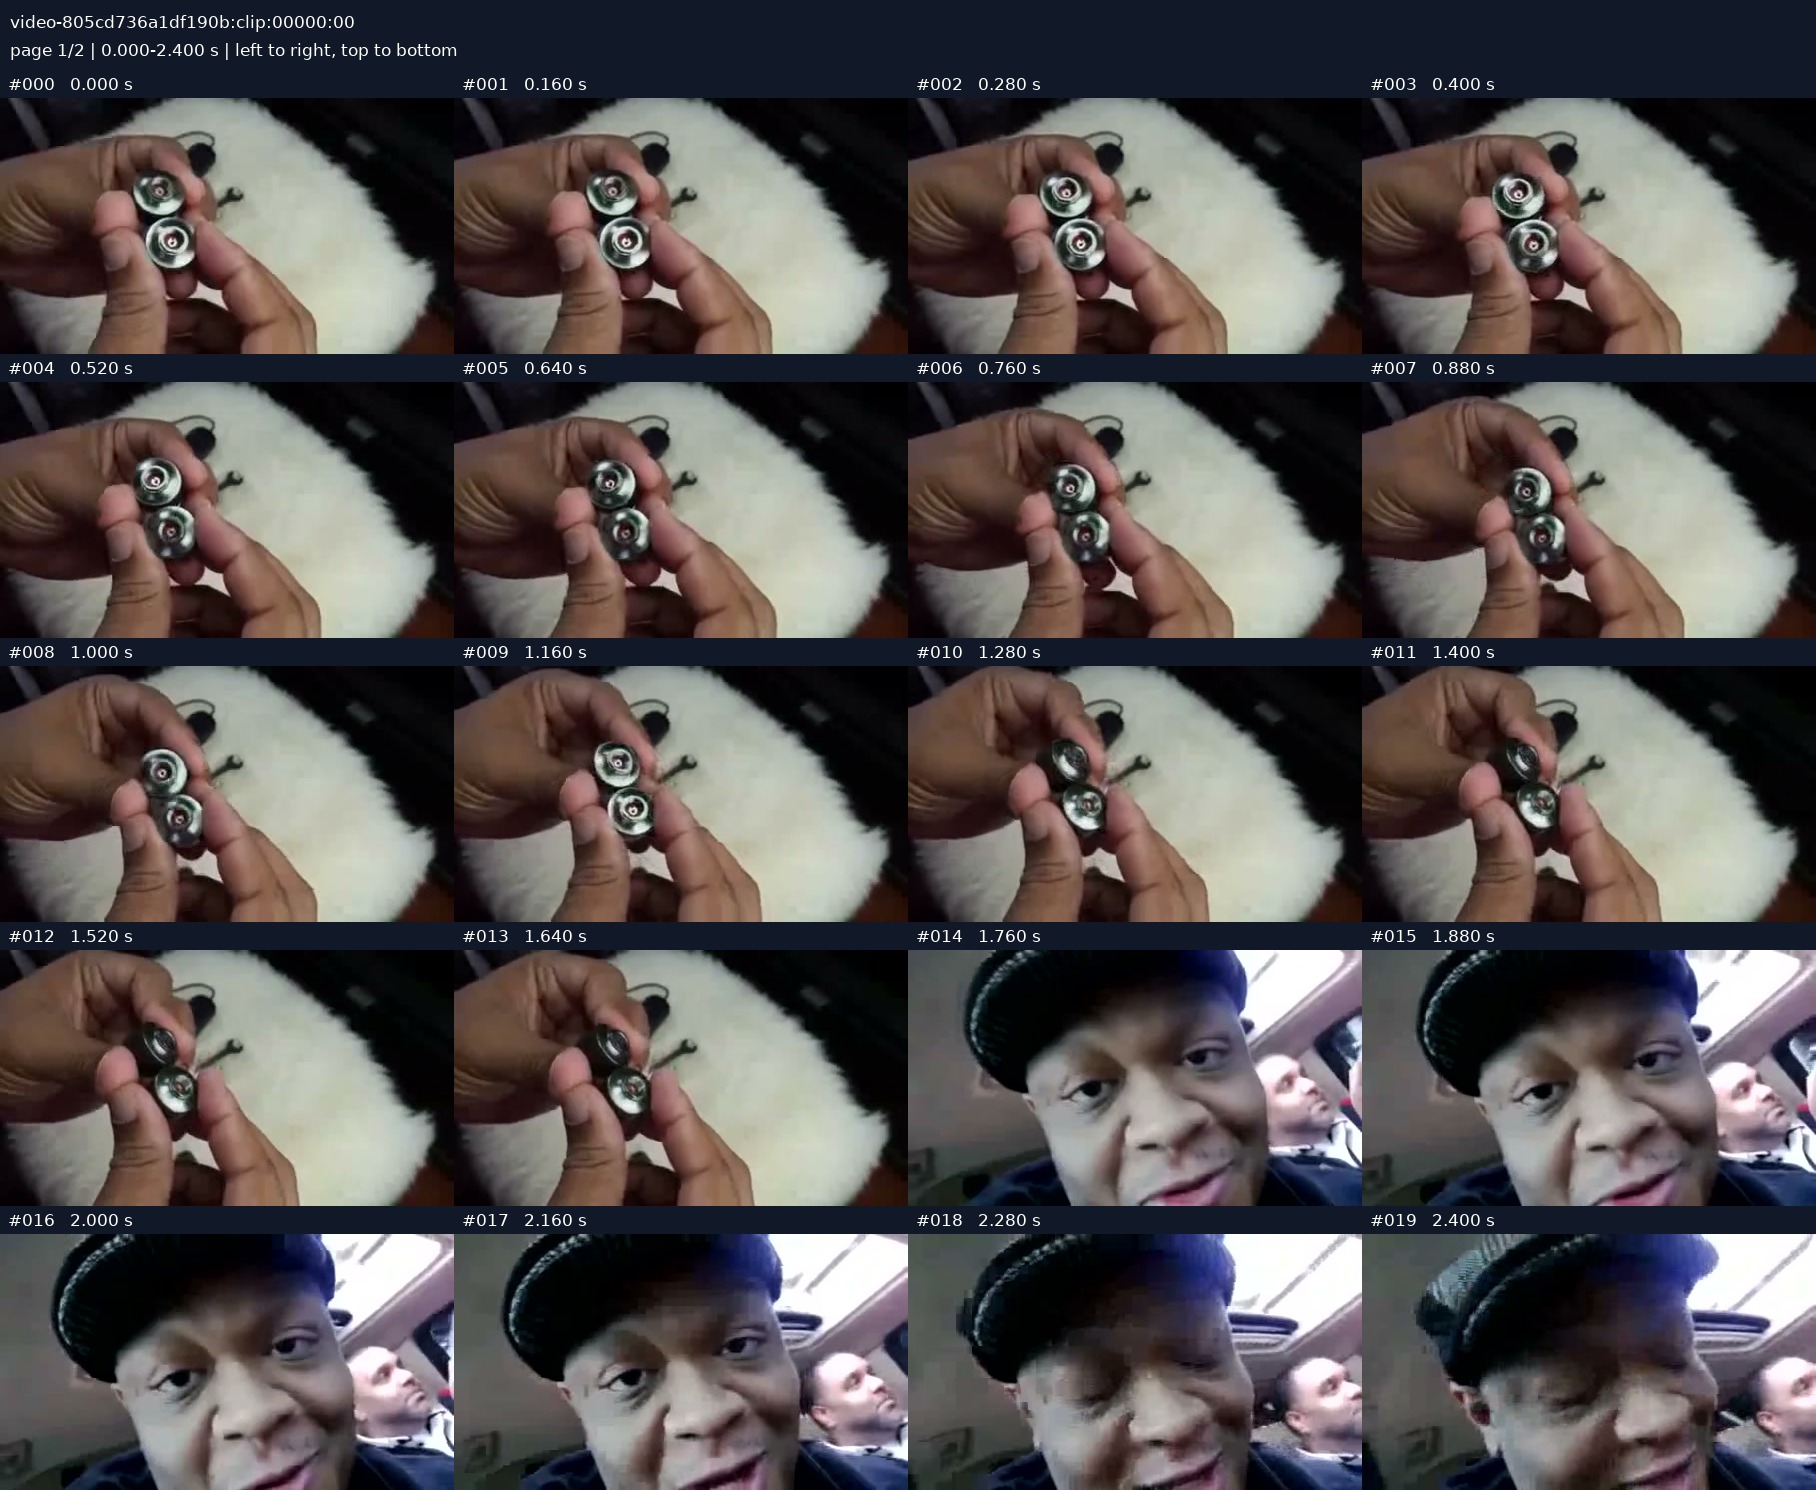 video-805cd736a1df190b:clip:00000:00
page 1/2 | 0.000-2.400 s | left to right, top to bottom
#000 0.000 s
#001 0.160 s
#002 0.280 s
#003 0.400 s
#004 0.520 s
#005 0.640 s
#006 0.760 s
#007 0.880 s
#008 1.000 s
#009 1.160 s
#010 1.280 s
#011 1.400 s
#012 1.520 s
#013 1.640 s
#014 1.760 s
#015 1.880 s
#016 2.000 s
#017 2.160 s
#018 2.280 s
#019 2.400 s